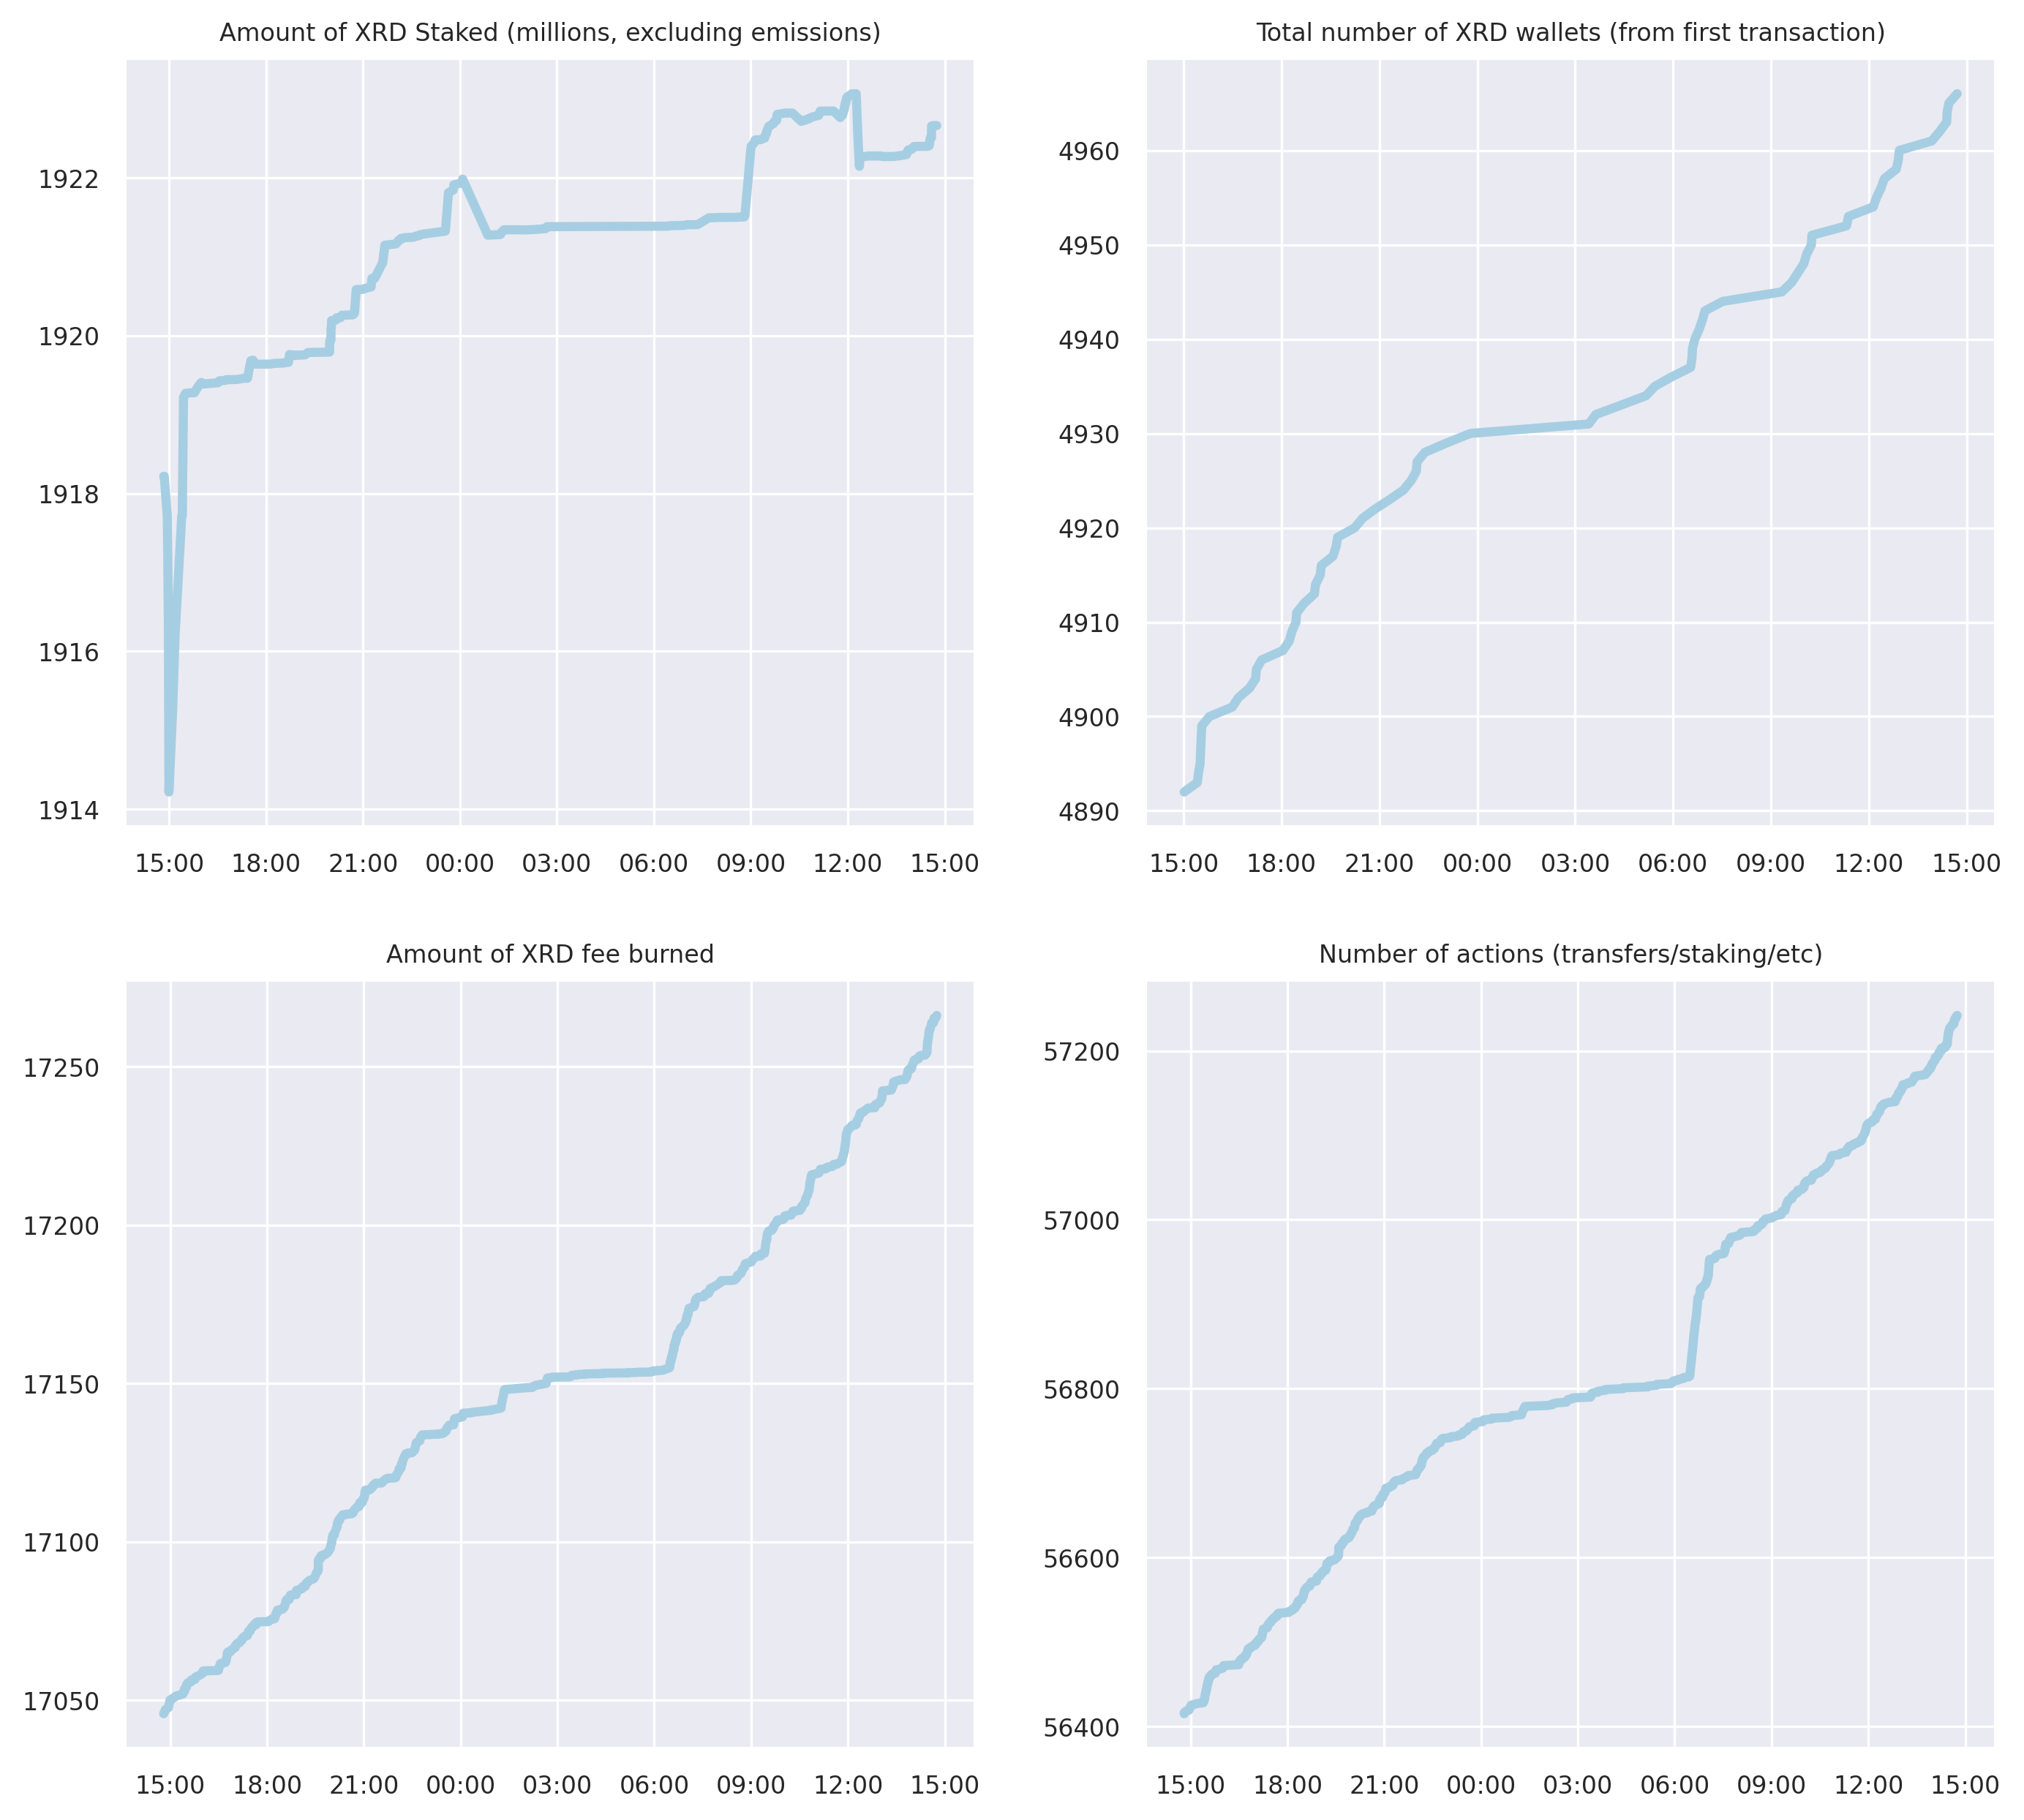 Amount of XRD Staked (millions, excluding emissions)
1922
1920
1918
1916
1914
15:00 18:00 21:00 00:00 03:00 06:00 09:00 12:00 15:00
Total number of XRD wallets (from first transaction)
4960
4950
4940
4930
4920
4910
4900
4890
15:00 18:00 21:00 00:00 03:00 06:00 09:00 12:00 15:00
Amount of XRD fee burned
17250
17200
17150
17100
17050
15:00 18:00 21:00 00:00 03:00 06:00 09:00 12:00 15:00
Number of actions (transfers/staking/etc)
57200
57000
56800
56600
56400
15:00 18:00 21:00 00:00 03:00 06:00 09:00 12:00 15:00